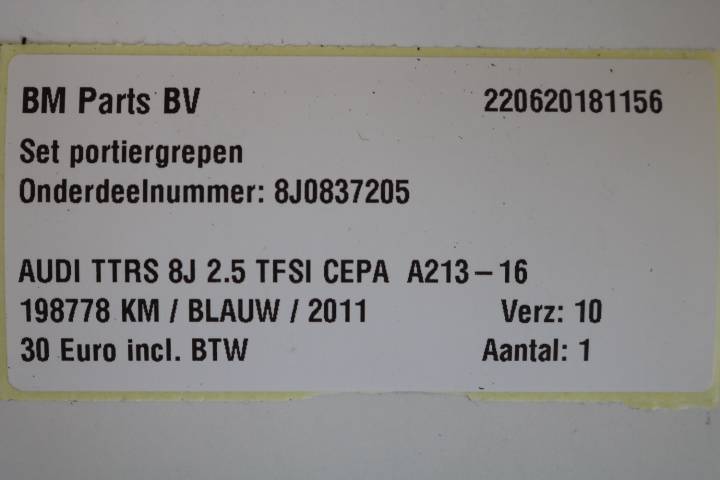 BM Parts BV 220620181156
Set portiergrepen
Onderdeelnummer: 8J0837205
AUDI TTRS 8J 2.5 TFSI CEPA A213-16
198778 KM / BLAUW / 2011 Verz: 10
30 Euro incl. BTW Aantal: 1